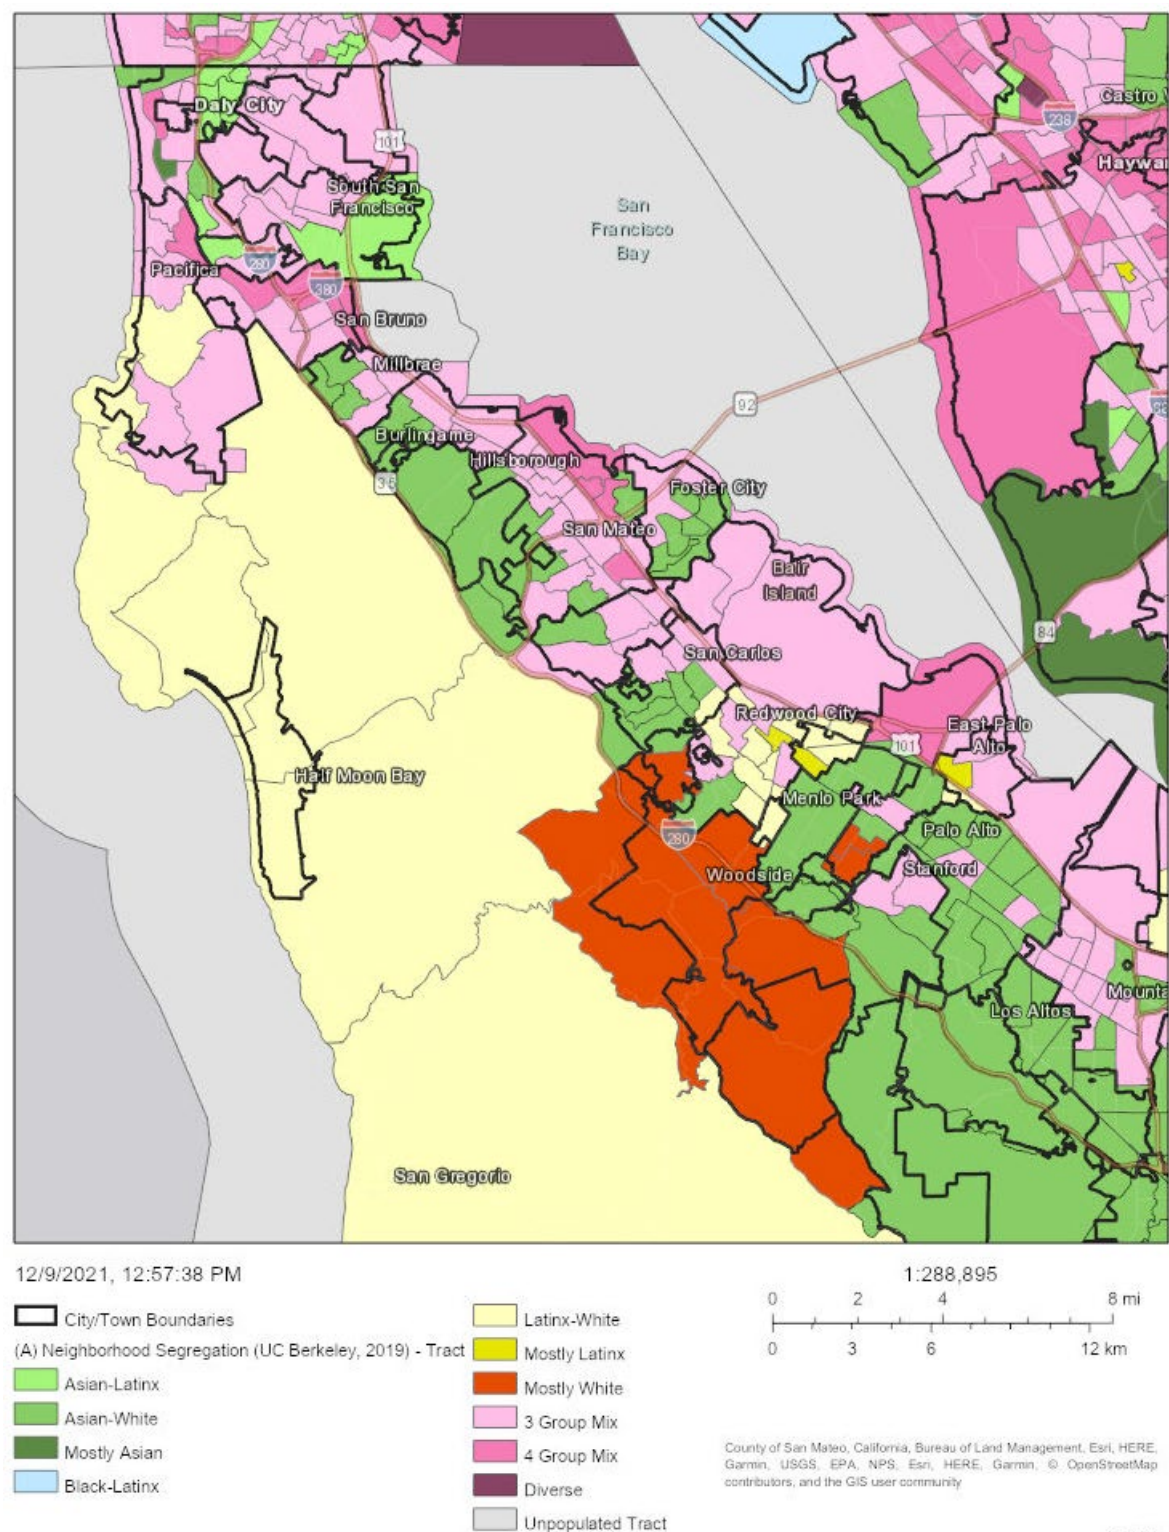 Daly City
101
238
Castro V
Haywar
South San
Francisco
San
Francisco
Bay
280
Pacifica
380
San Bruno
Millbrae
92
Burlingame
Hillsborough
35
Foster City
San Mateo
Bair
Island
84
San Carlos
Redwood City
East Palo
Alto
101
Half Moon Bay
Menlo Park
280
Palo Alto
Woodside
Stanford
Mounta
Los Altos
San Gregorio
12/9/2021, 12:57:38 PM
1:288,895
0 2 4 8 mi
0 3 6 12 km
City/Town Boundaries
(A) Neighborhood Segregation (UC Berkeley, 2019) - Tract
Asian-Latinx
Asian-White
Mostly Asian
Black-Latinx
Latinx-White
Mostly Latinx
Mostly White
3 Group Mix
4 Group Mix
Diverse
Unpopulated Tract
County of San Mateo, California, Bureau of Land Management, Esri, HERE,
Garmin, USGS, EPA, NPS, Esri, HERE, Garmin, © OpenStreetMap
contributors, and the GIS user community